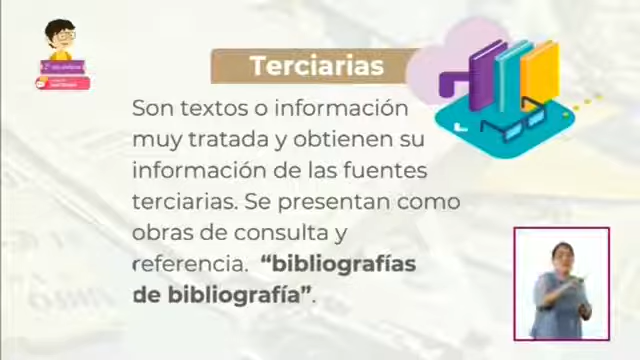 Terciarias
Son textos o información
muy tratada y obtienen su
información de las fuentes
terciarias. Se presentan como
obras de consulta y
referencia. “bibliografías
de bibliografía”.